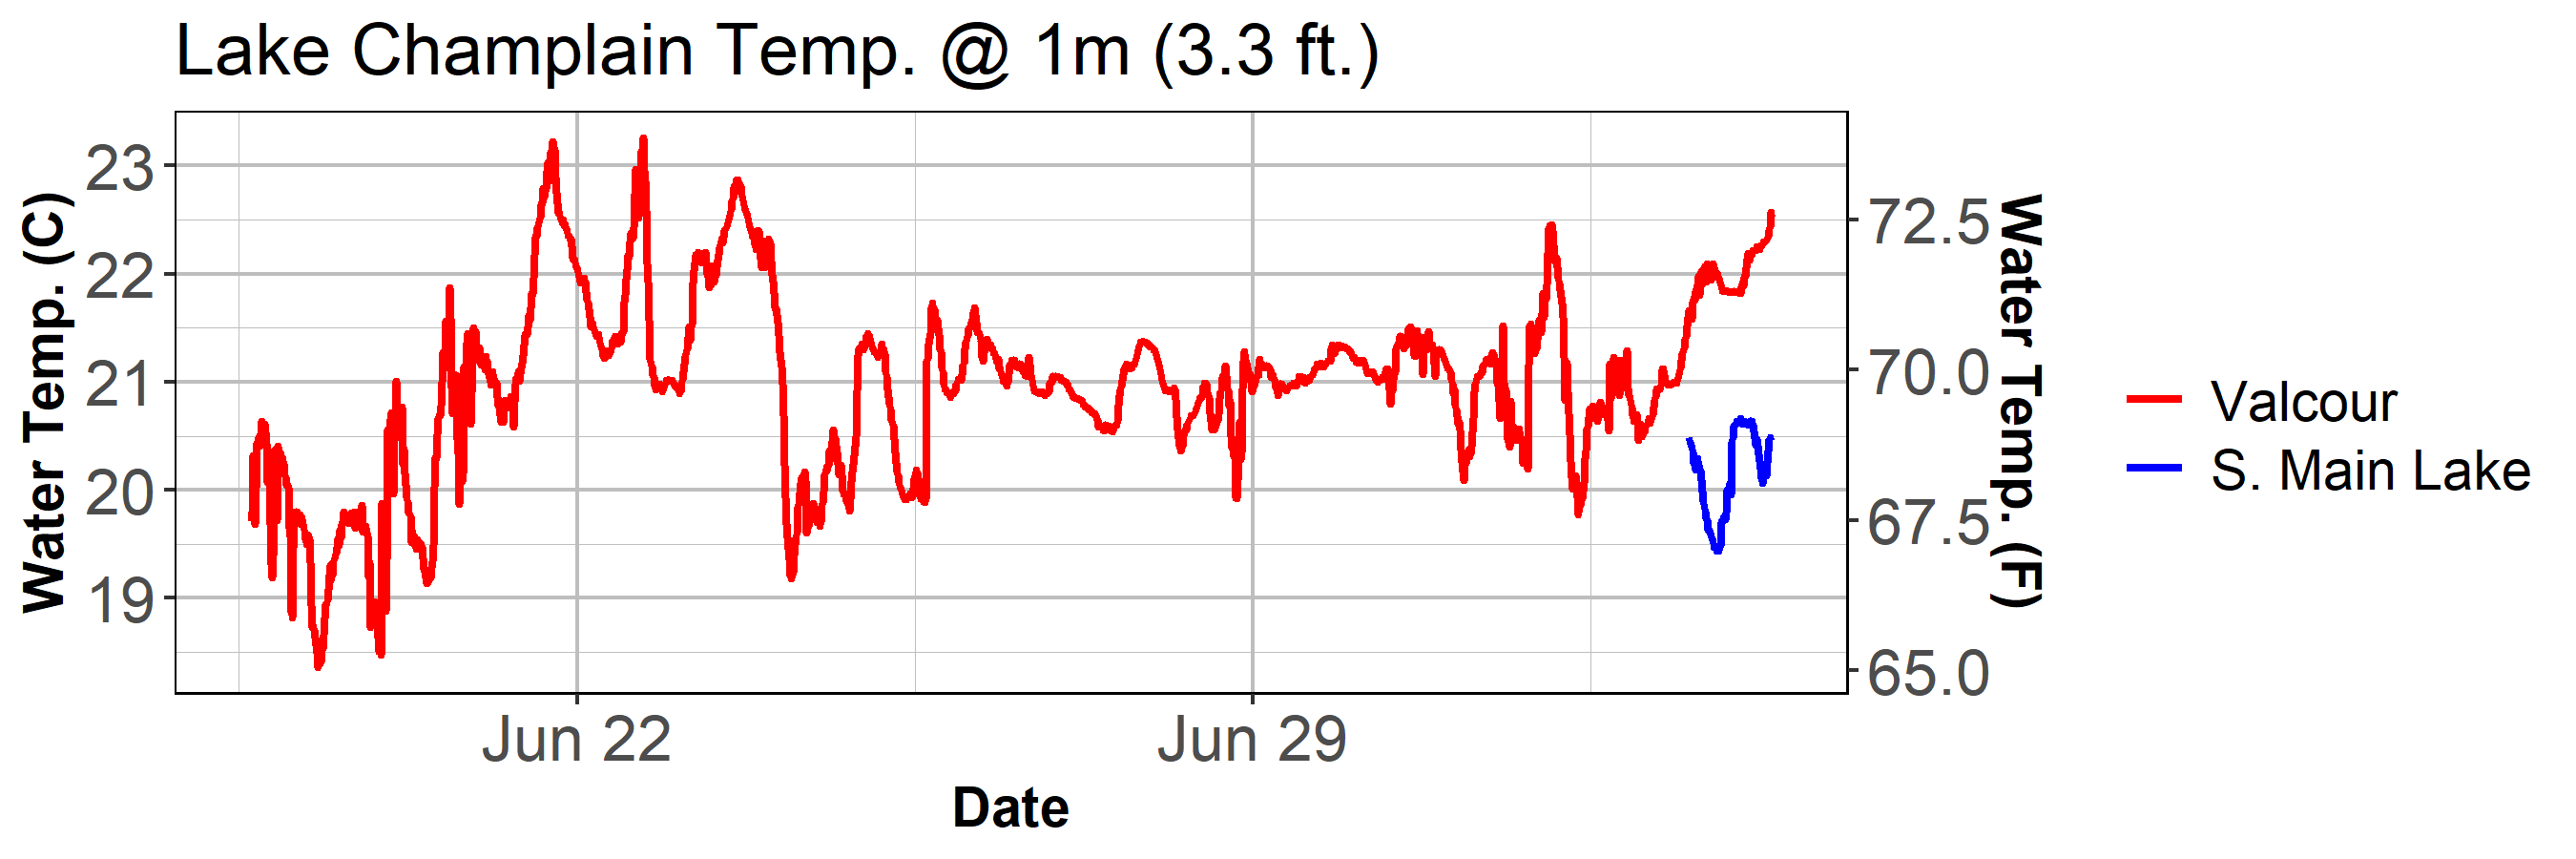 Lake Champlain Temp. @ 1m (3.3 ft.)
Water Temp. (C)
23
22
21
20
19
72.5
70.0
67.5
65.0
Water Temp. (F)
Jun 22
Jun 29
Date
Valcour
S. Main Lake